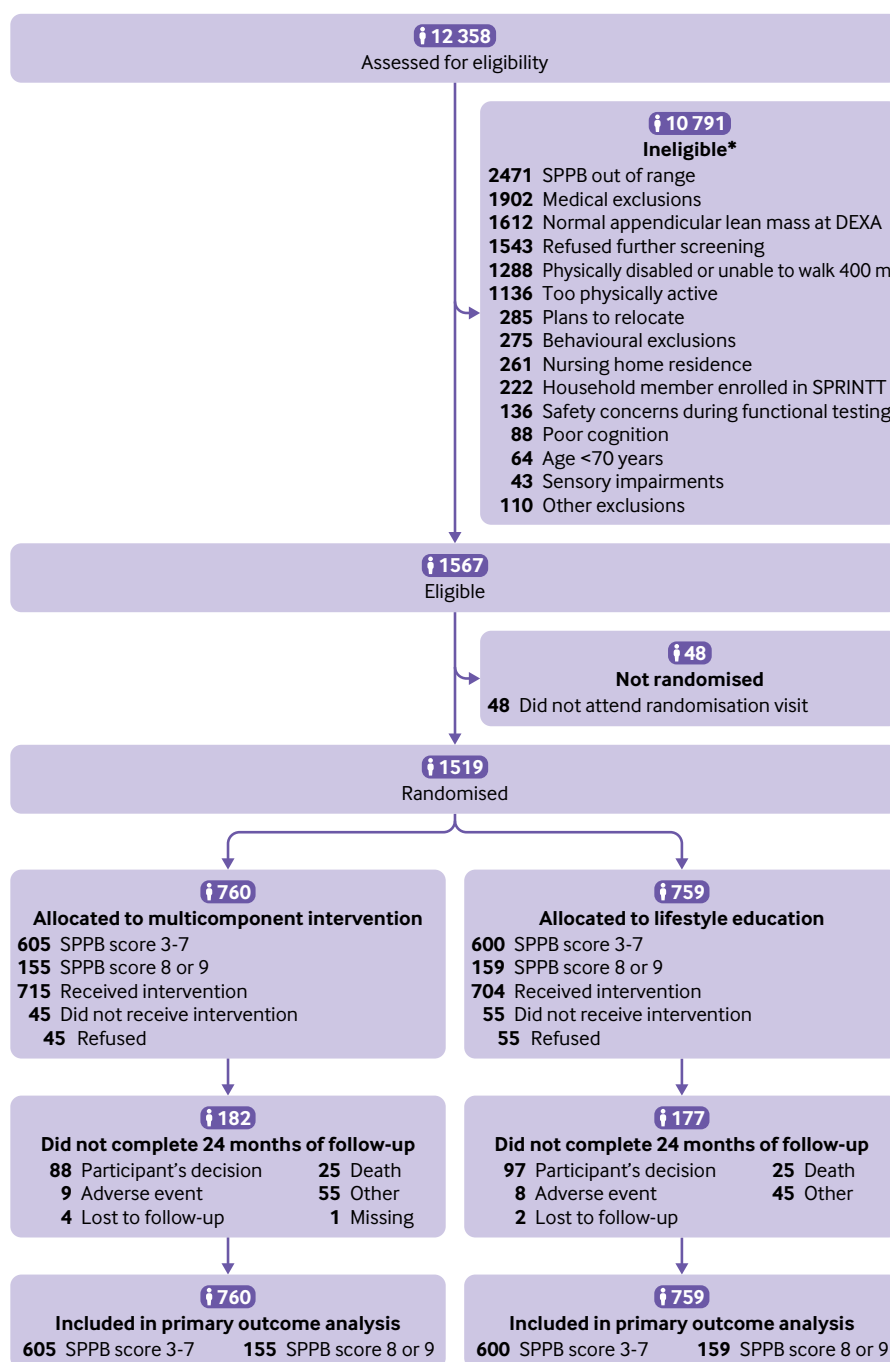 12 358
Assessed for eligibility
10 791
Ineligible*
2471 SPPB out of range
1902 Medical exclusions
1612 Normal appendicular lean mass at DEXA
1543 Refused further screening
1288 Physically disabled or unable to walk 400 m
1136 Too physically active
285 Plans to relocate
275 Behavioural exclusions
261 Nursing home residence
222 Household member enrolled in SPRINTT
136 Safety concerns during functional testing
88 Poor cognition
64 Age <70 years
43 Sensory impairments
110 Other exclusions
1567
Eligible
48
Not randomised
48 Did not attend randomisation visit
1519
Randomised
760
Allocated to multicomponent intervention
605 SPPB score 3-7
155 SPPB score 8 or 9
715 Received intervention
45 Did not receive intervention
45 Refused
759
Allocated to lifestyle education
600 SPPB score 3-7
159 SPPB score 8 or 9
704 Received intervention
55 Did not receive intervention
55 Refused
182
Did not complete 24 months of follow-up
88 Participant's decision 25 Death
9 Adverse event 55 Other
4 Lost to follow-up 1 Missing
177
Did not complete 24 months of follow-up
97 Participant's decision 25 Death
8 Adverse event 45 Other
2 Lost to follow-up
760
Included in primary outcome analysis
605 SPPB score 3-7 155 SPPB score 8 or 9
759
Included in primary outcome analysis
600 SPPB score 3-7 159 SPPB score 8 or 9